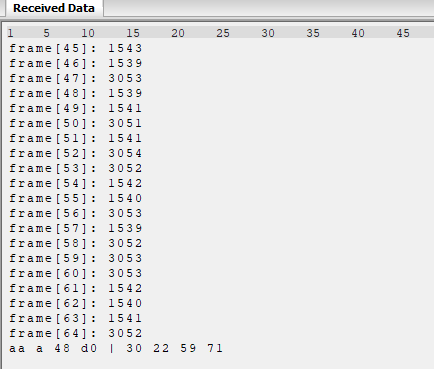 Received Data
1 5 10 15 20 25 30 35 40 45
frame[45]: 1543
frame[46]: 1539
frame[47]: 3053
frame[48]: 1539
frame[49]: 1541
frame[50]: 3051
frame[51]: 1541
frame[52]: 3054
frame[53]: 3052
frame[54]: 1542
frame[55]: 1540
frame[56]: 3053
frame[57]: 1539
frame[58]: 3052
frame[59]: 3053
frame[60]: 3053
frame[61]: 1542
frame[62]: 1540
frame[63]: 1541
frame[64]: 3052
aa a 48 d0 | 30 22 59 71